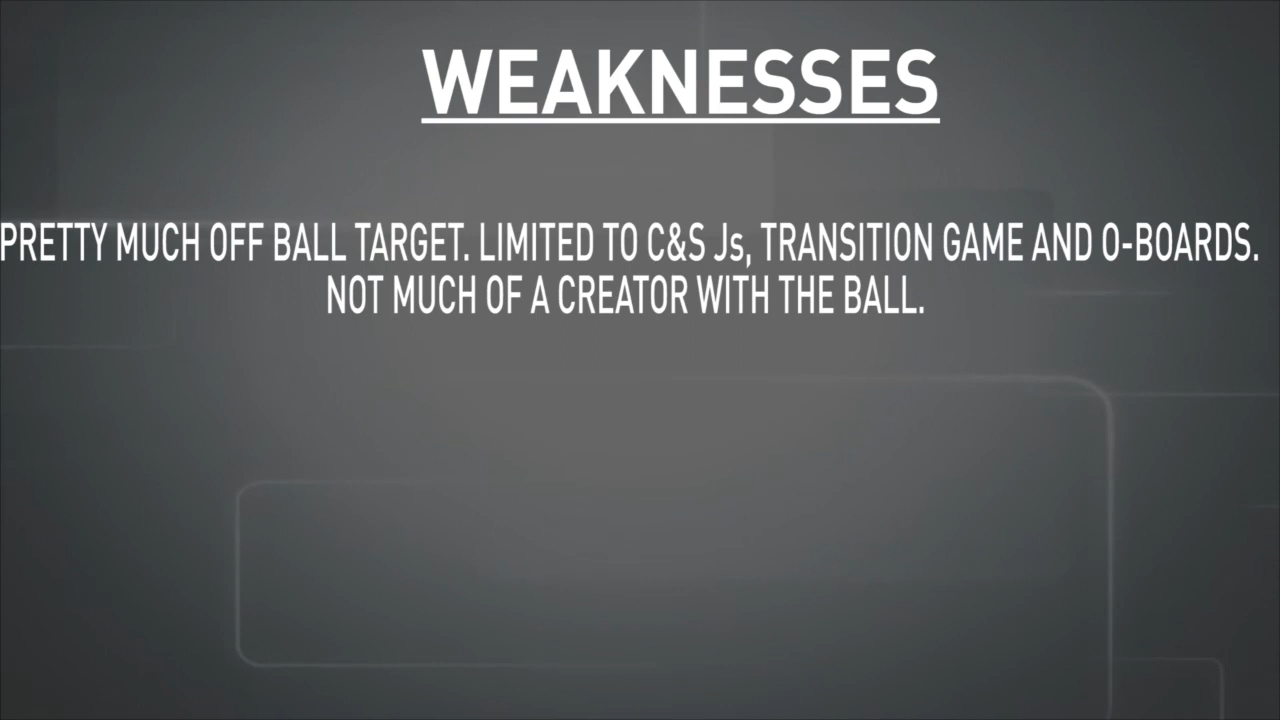 WEAKNESSES
PRETTY MUCH OFF BALL TARGET. LIMITED TO C&S Js, TRANSITION GAME AND O-BOARDS.
NOT MUCH OF A CREATOR WITH THE BALL.